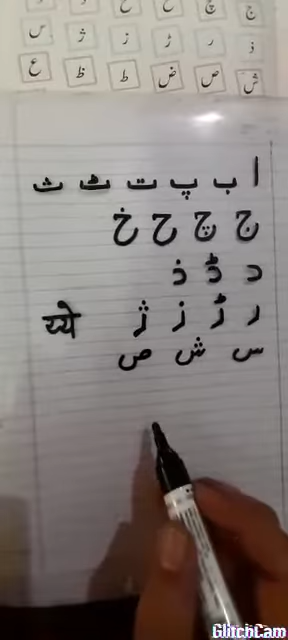 ج چ ح خ
ذ ر ڑ ز ژ س
ش ص ض ط ظ ع
ا ب پ ت ٹ ث
ج چ ح خ
د ڈ ذ
ر ڑ ز ژ य्ये
س ش ص
GlitchCam